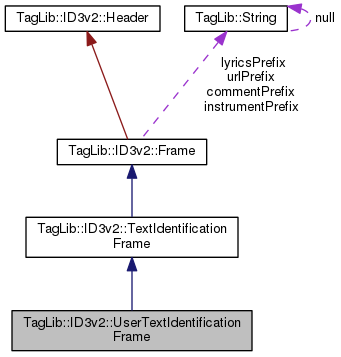 TagLib::ID3v2::Header
TagLib::String
null
lyricsPrefix
urlPrefix
commentPrefix
instrumentPrefix
TagLib::ID3v2::Frame
TagLib::ID3v2::TextIdentification
Frame
TagLib::ID3v2::UserTextIdentification
Frame